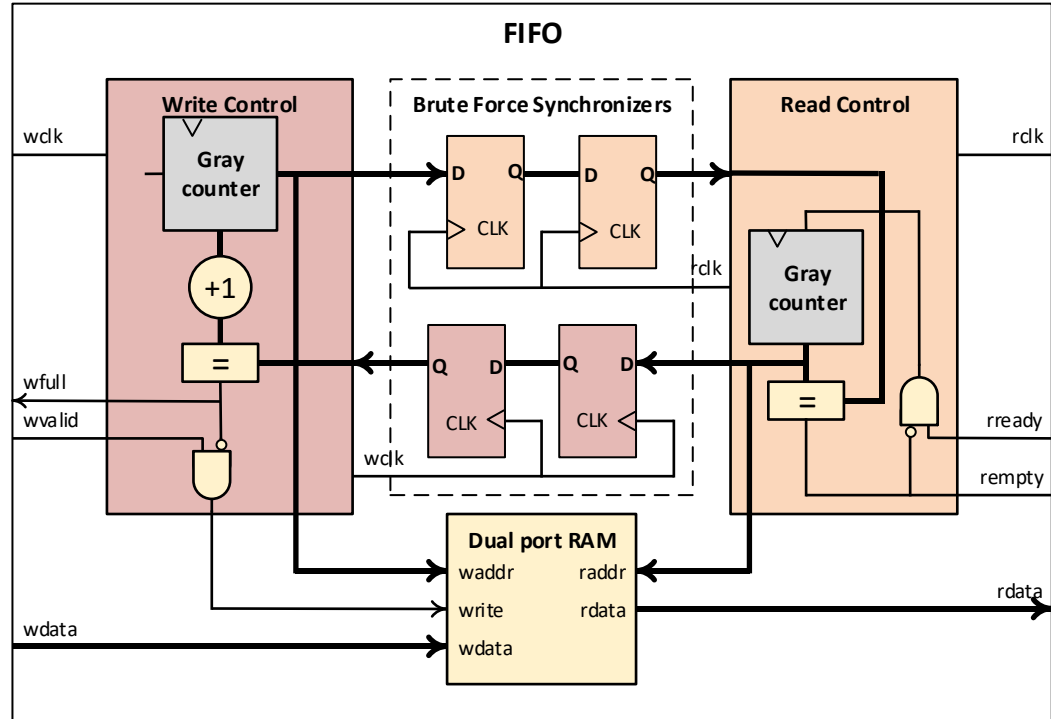 FIFO
Write Control
Brute Force Synchronizers
Read Control
wclk
rclk
Gray
counter
D
Q
D
Q
CLK
CLK
rclk
Gray
counter
+1
=
Q
D
Q
D
=
wfull
wvalid
CLK
CLK
rready
wclk
rempty
Dual port RAM
waddr
raddr
write
rdata
rdata
wdata
wdata